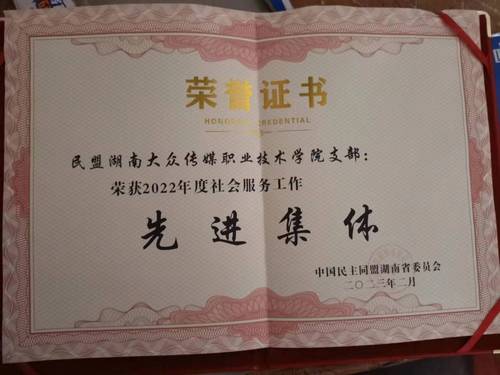 荣誉证书
HONORARY CREDENTIAL
民盟湖南大众传媒职业技术学院支部：
荣获2022年度社会服务工作
先进集体
中国民主同盟湖南省委员会
二〇二三年二月